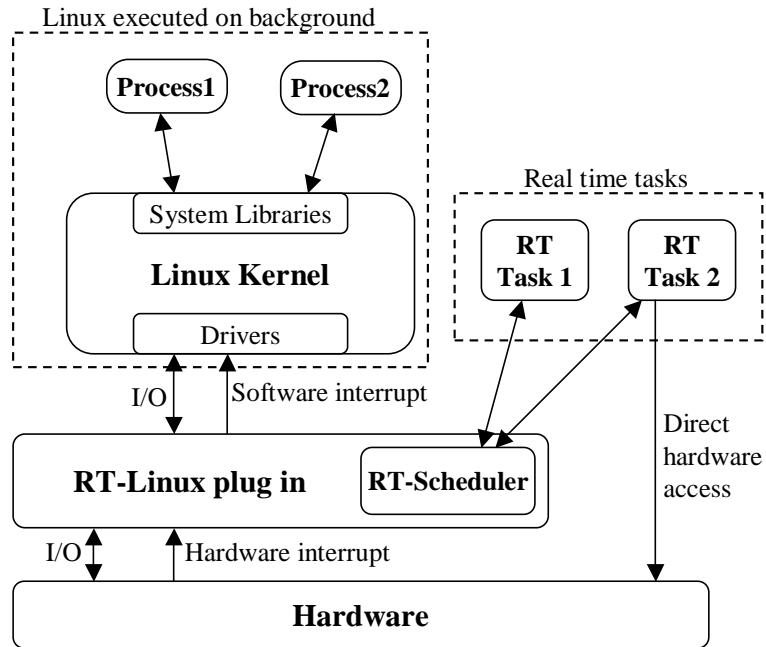 Linux executed on background
Process1
Process2
System Libraries
Linux Kernel
Drivers
Real time tasks
RT
Task 1
RT
Task 2
I/O
Software interrupt
Direct
hardware
access
RT-Linux plug in
RT-Scheduler
I/O
Hardware interrupt
Hardware